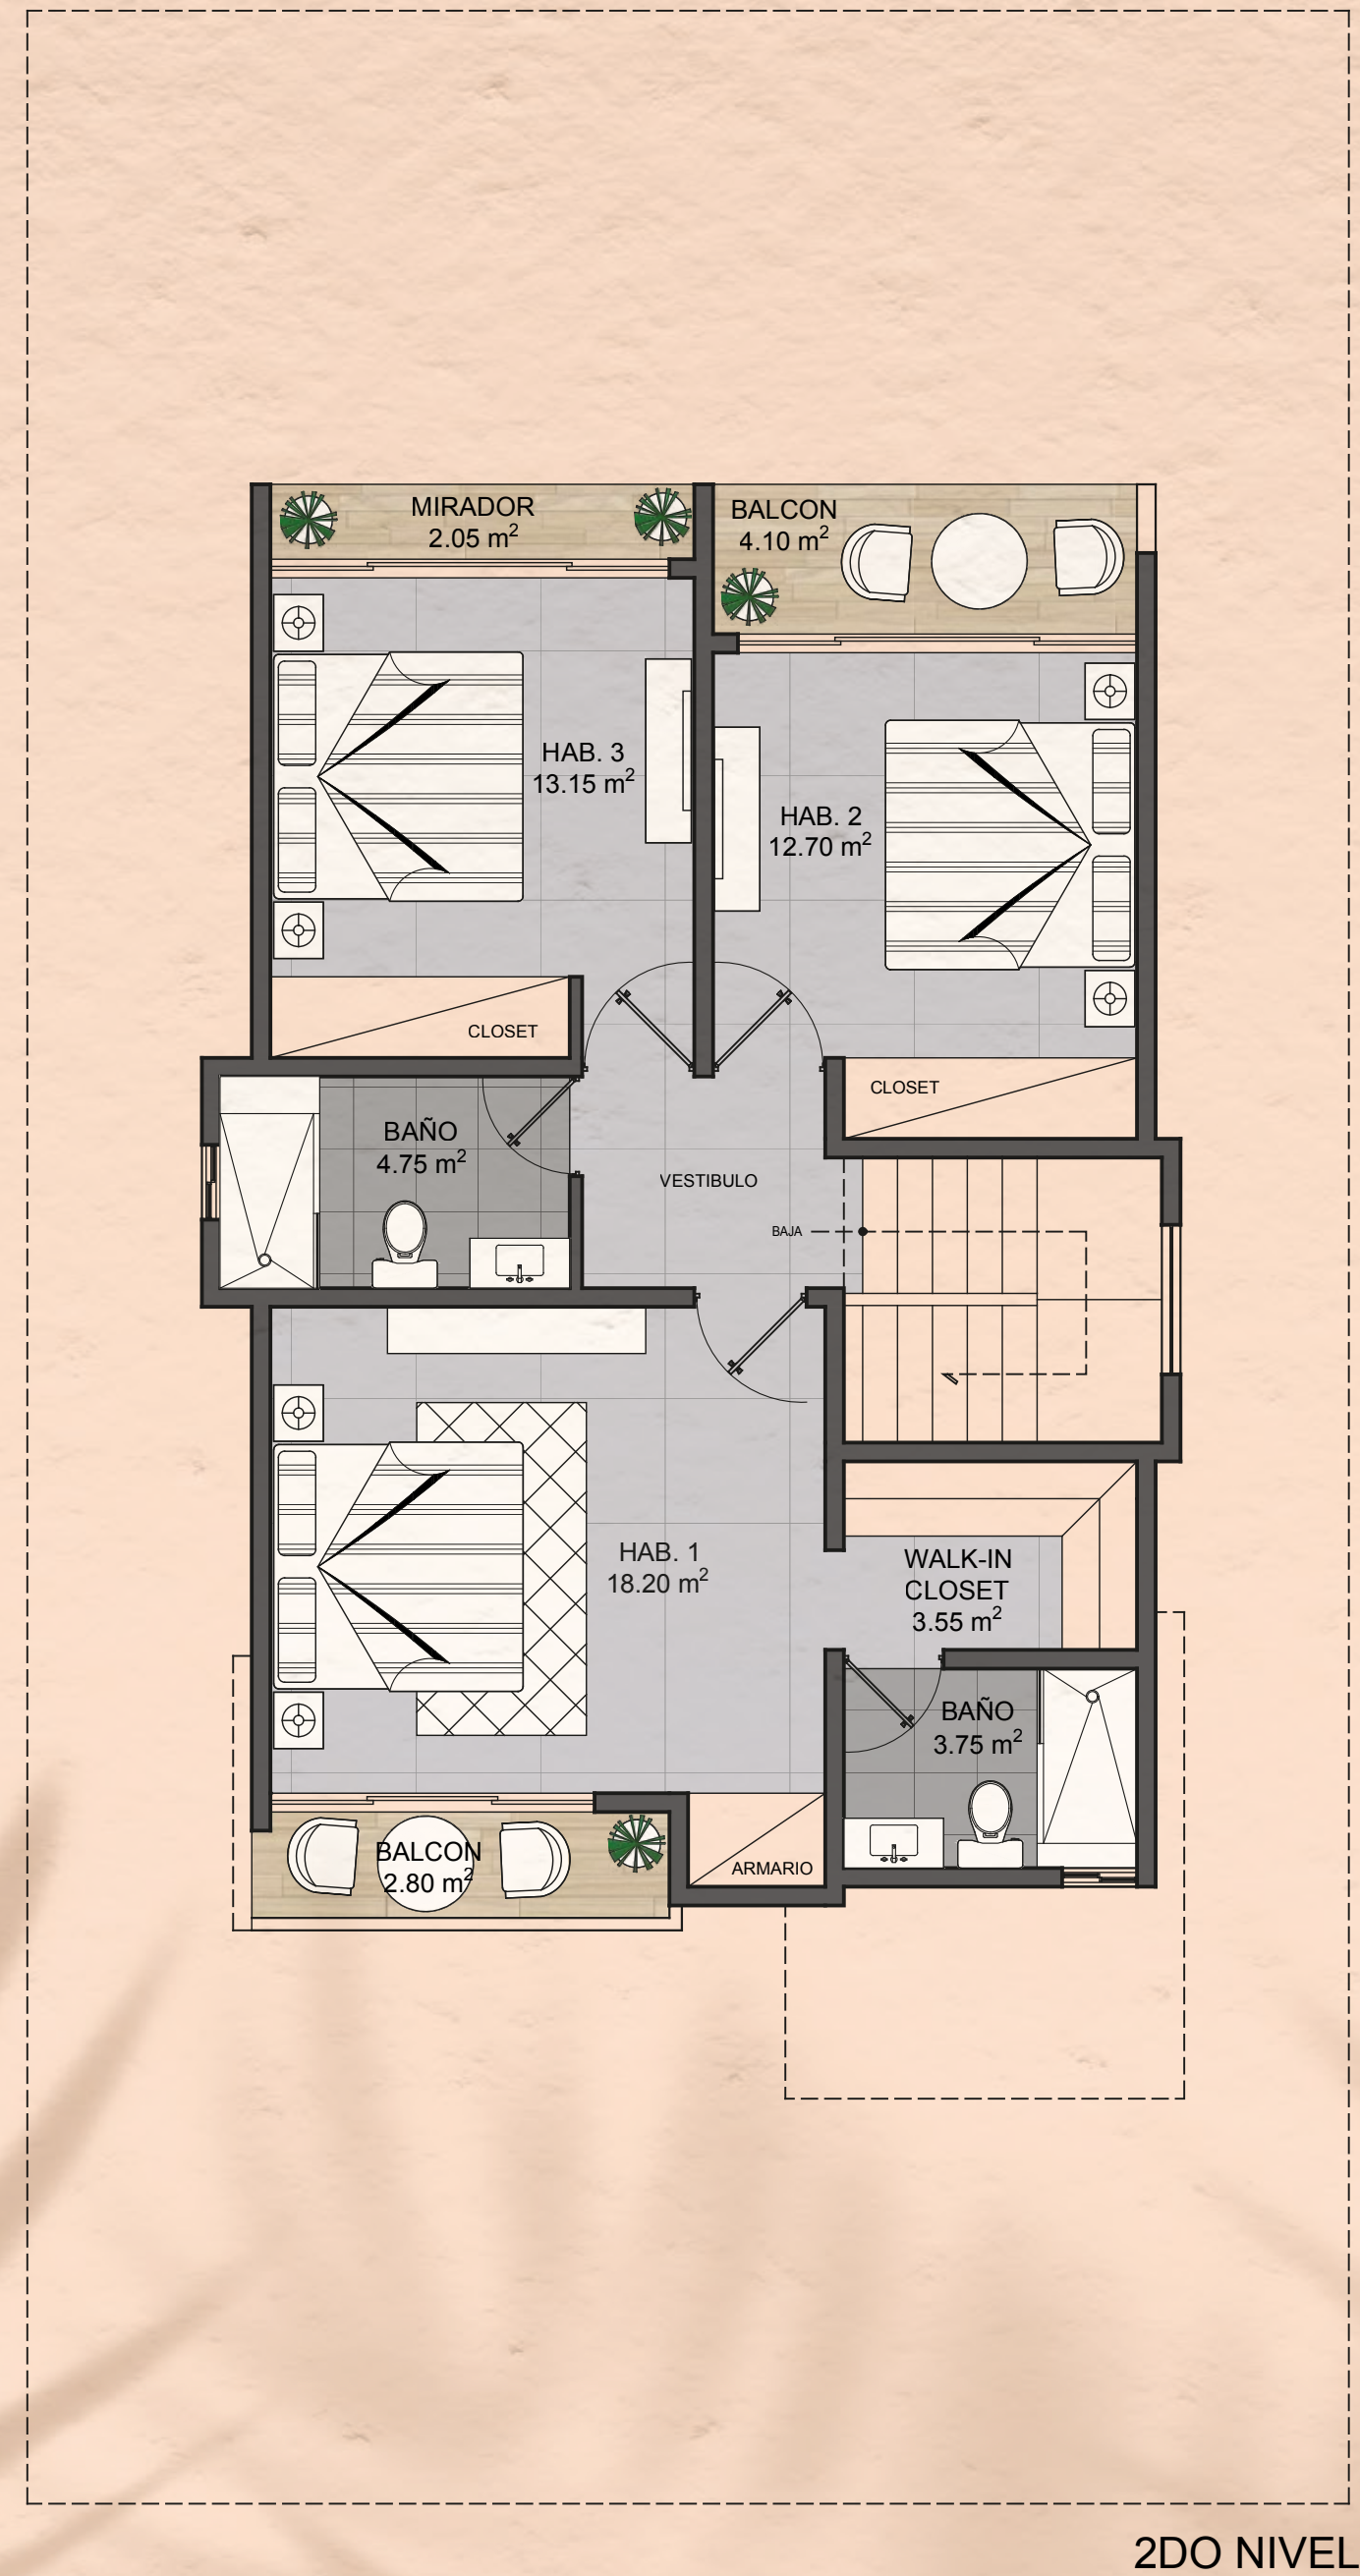 MIRADOR
2.05 m²
BALCON
4.10 m²
HAB. 3
13.15 m²
HAB. 2
12.70 m²
CLOSET
CLOSET
BAÑO
4.75 m²
VESTIBULO
BAJA
HAB. 1
18.20 m²
WALK-IN
CLOSET
3.55 m²
BAÑO
3.75 m²
BALCON
2.80 m²
ARMARIO
2DO NIVEL